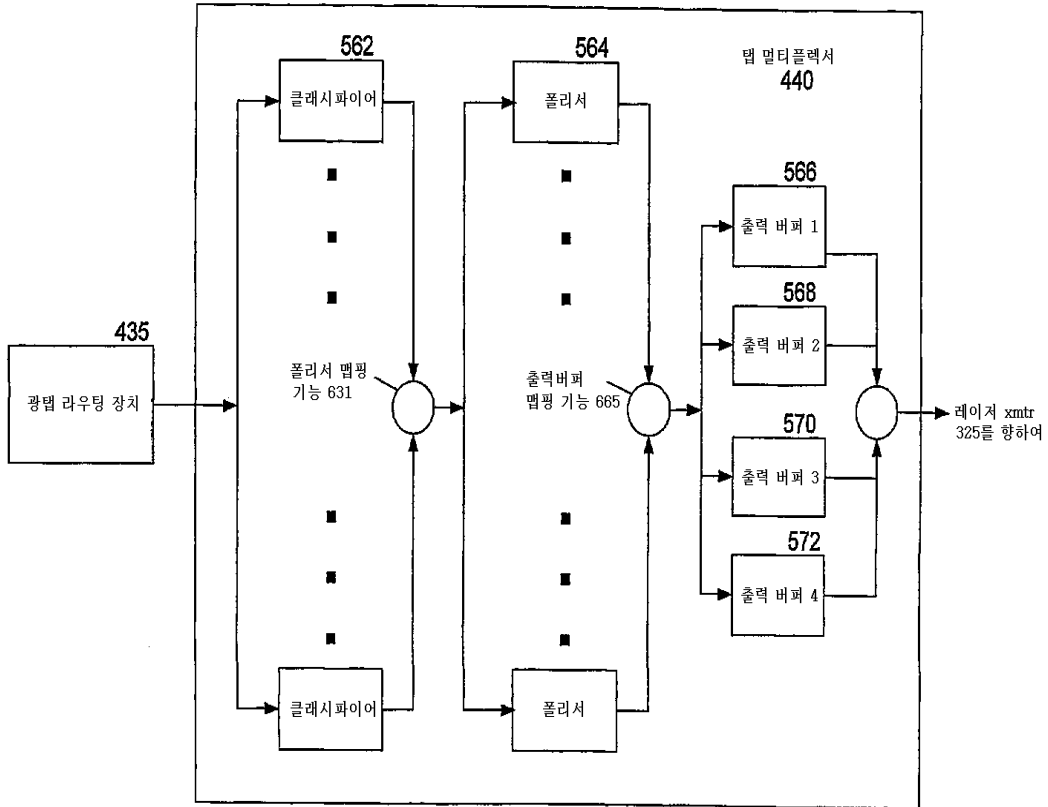 562
클래시파이어
564
폴리서
탭 멀티플렉서
440
566
출력 버퍼 1
568
출력 버퍼 2
435
광탭 라우팅 장치
폴리서 맵핑
기능 631
출력버퍼
맵핑 기능 665
레이저 xmtr
325를 향하여
570
출력 버퍼 3
572
출력 버퍼 4
클래시파이어
폴리서